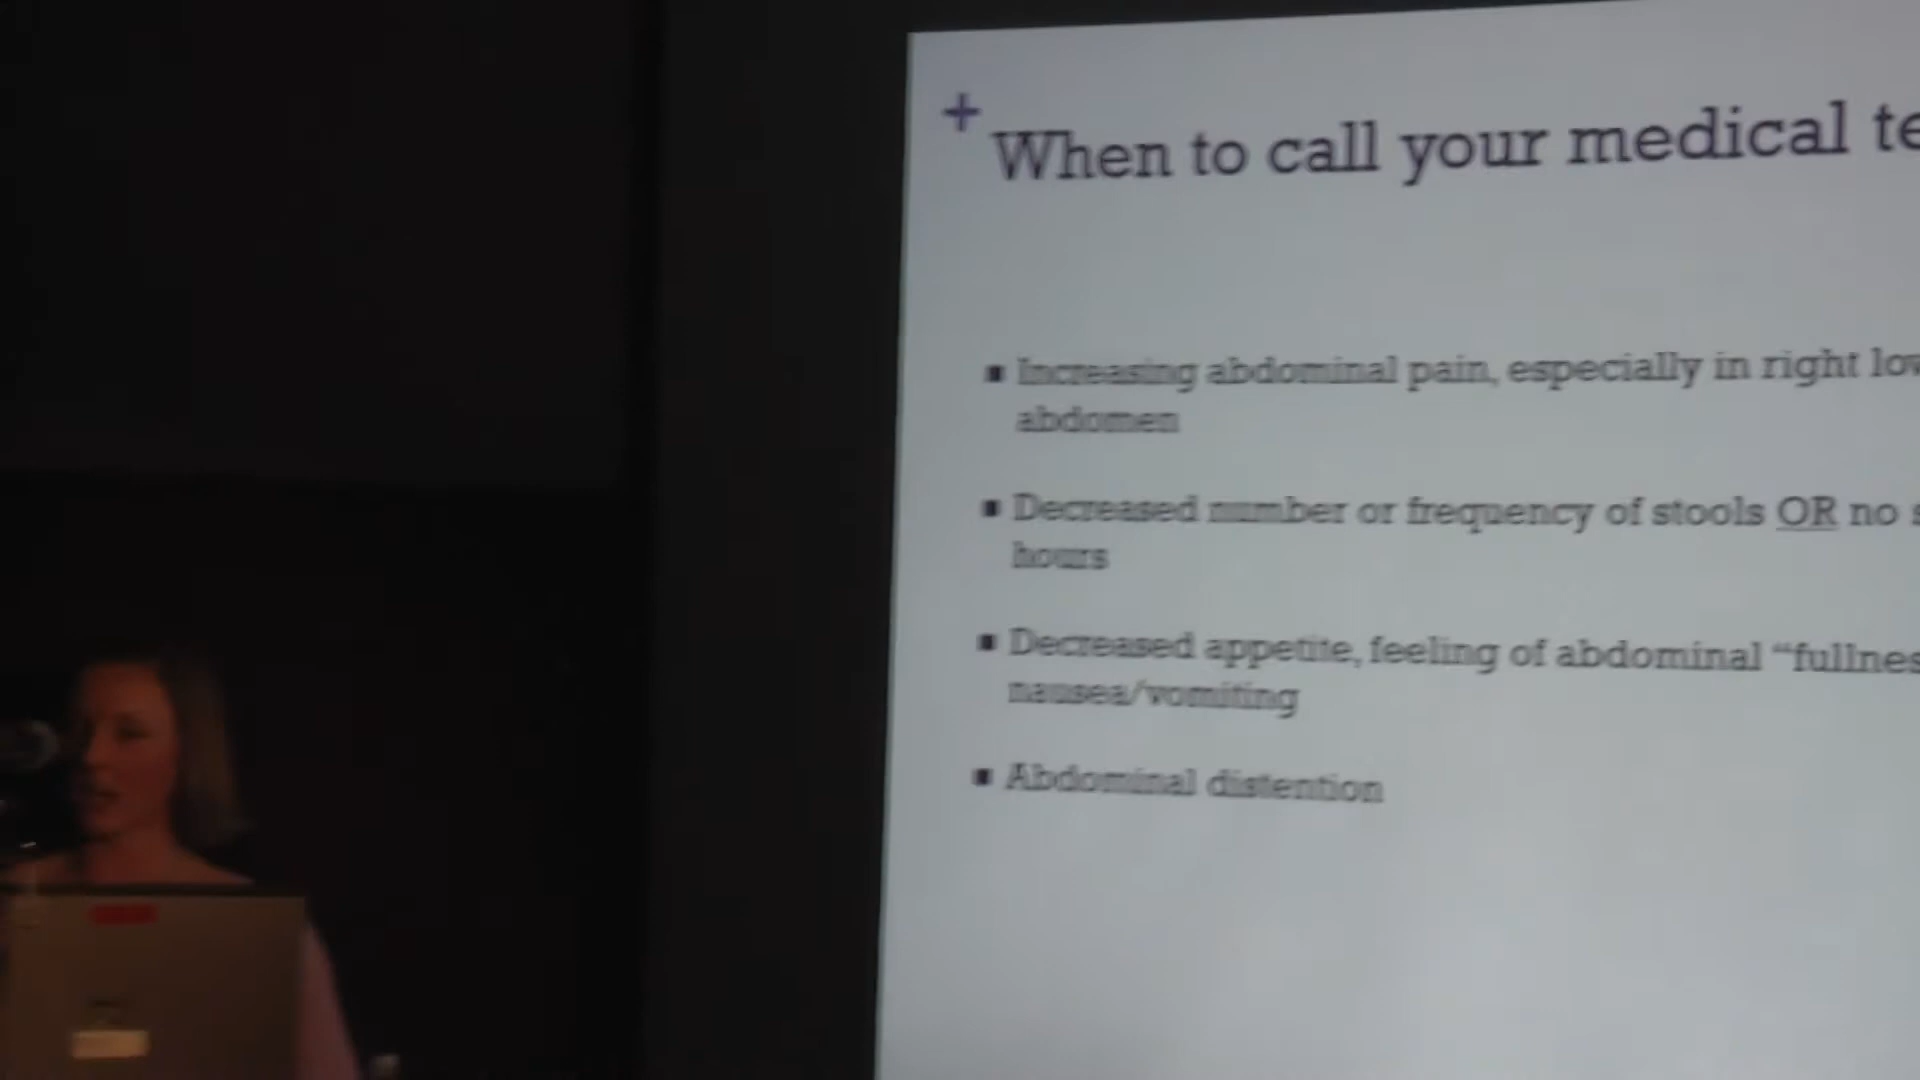 +
When to call your medical
Increasing abdominal pain, especially in right
abdomen
Decreased number or frequency of stools OR no
hours
Decreased appetite, feeling of abdominal
nausea/vomiting
Abdominal distention